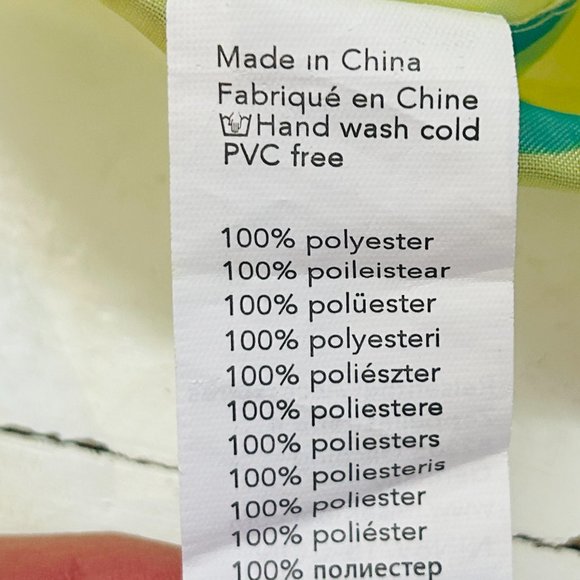 Made in China
Fabriqué en Chine
Hand wash cold
PVC free
100% polyester
100% poileistear
100% polüester
100% polyesteri
100% poliészter
100% poliestere
100% poliesters
100% poliesteris
100% poliester
100% poliéster
100% полиестер